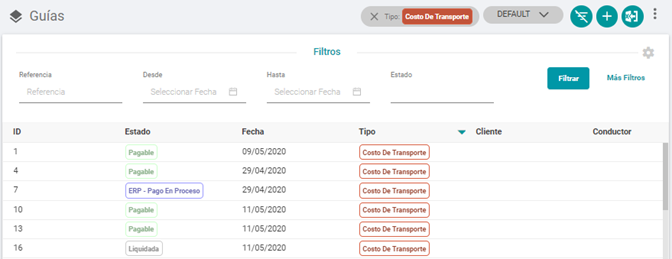 Guías
Tipo: Costo De Transporte
DEFAULT
Filtros
Referencia Desde Hasta Estado
Referencia Seleccionar Fecha Seleccionar Fecha Filtrar Más Filtros
ID Estado Fecha Tipo Cliente Conductor
1 Pagable 09/05/2020 Costo De Transporte
4 Pagable 29/04/2020 Costo De Transporte
7 ERP - Pago En Proceso 29/04/2020 Costo De Transporte
10 Pagable 11/05/2020 Costo De Transporte
13 Pagable 11/05/2020 Costo De Transporte
16 Liquidada 11/05/2020 Costo De Transporte